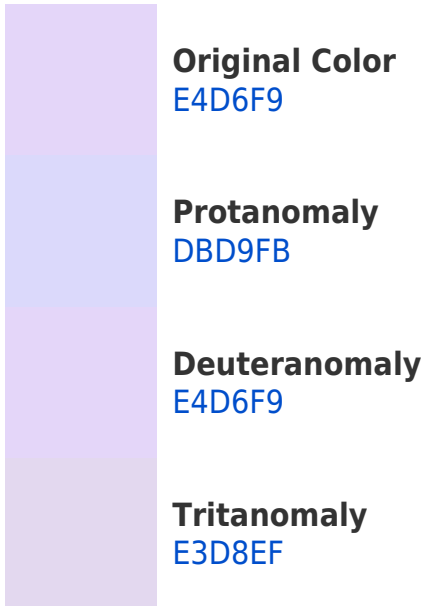 Original Color
E4D6F9
Protanomaly
DBD9FB
Deuteranomaly
E4D6F9
Tritanomaly
E3D8EF